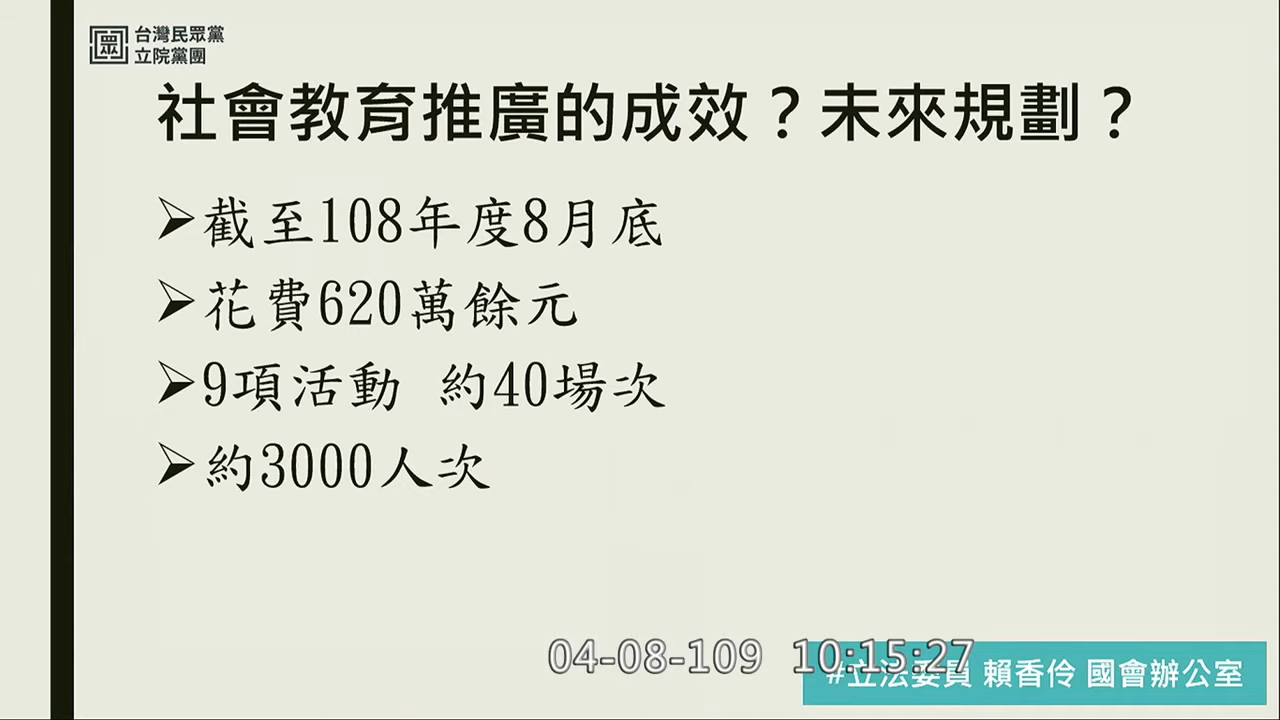 台灣民眾黨
立院黨團
社會教育推廣的成效？未來規劃？
➢截至108年度8月底
➢花費620萬餘元
➢9項活動 約40場次
➢約3000人次
04-08-109 10:15:27
#立法委員 賴香伶 國會辦公室